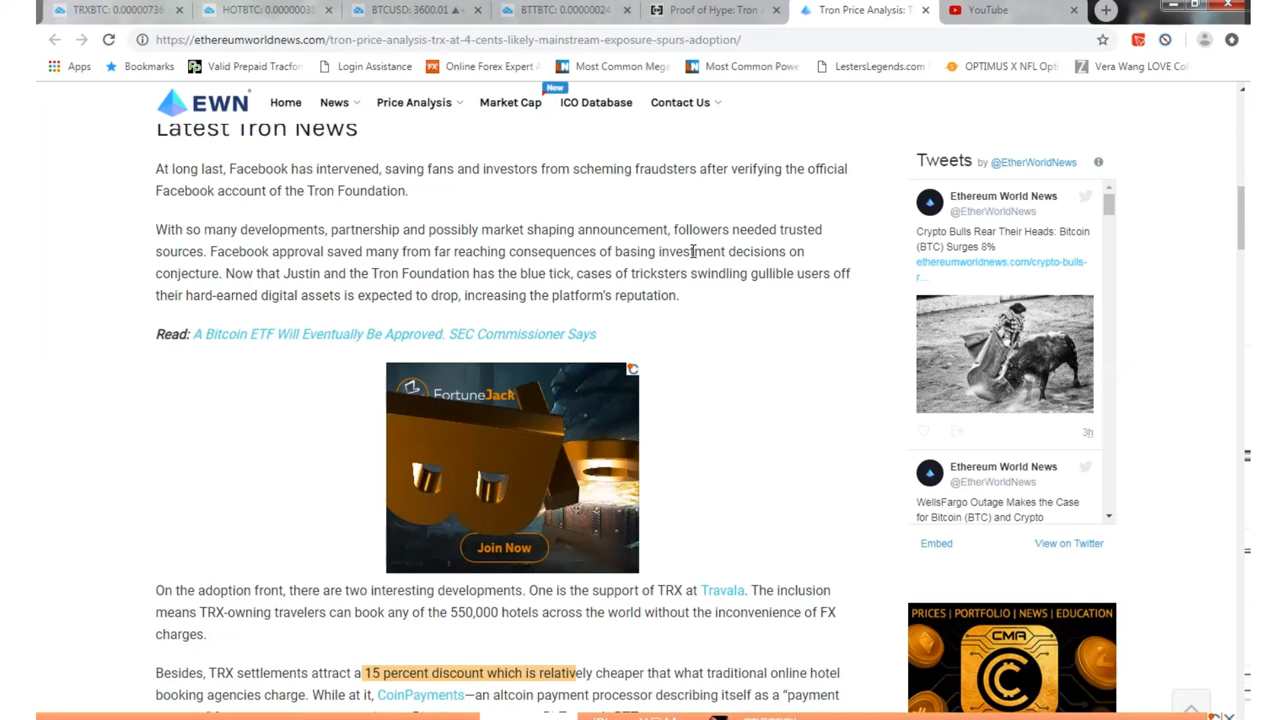 TRXBTC: 0.00000736
HOTBTC: 0.00000031
BTCUSD: 3600.01
BTTBTC: 0.00000024
Proof of Hype: Tron
Tron Price Analysis: T
YouTube
https://ethereumworldnews.com/tron-price-analysis-trx-at-4-cents-likely-mainstream-exposure-spurs-adoption/
Apps
Bookmarks
Valid Prepaid Tracfon
Login Assistance
Online Forex Expert A
Most Common Mega
Most Common Powe
LestersLegends.com
OPTIMUS X NFL Opti
Vera Wang LOVE Co
EWN
Home
News
Price Analysis
Market Cap
New
ICO Database
Contact Us
Latest Tron News
At long last, Facebook has intervened, saving fans and investors from scheming fraudsters after verifying the official
Facebook account of the Tron Foundation.
With so many developments, partnership and possibly market shaping announcement, followers needed trusted
sources. Facebook approval saved many from far reaching consequences of basing investment decisions on
conjecture. Now that Justin and the Tron Foundation has the blue tick, cases of tricksters swindling gullible users off
their hard-earned digital assets is expected to drop, increasing the platform's reputation.
Read: A Bitcoin ETF Will Eventually Be Approved. SEC Commissioner Says
FortuneJack
Join Now
On the adoption front, there are two interesting developments. One is the support of TRX at Travala. The inclusion
means TRX-owning travelers can book any of the 550,000 hotels across the world without the inconvenience of FX
charges.
Besides, TRX settlements attract a 15 percent discount which is relatively cheaper that what traditional online hotel
booking agencies charge. While at it, CoinPayments—an altcoin payment processor describing itself as a "payment
Tweets by @EtherWorldNews
Ethereum World News
@EtherWorldNews
Crypto Bulls Rear Their Heads: Bitcoin
(BTC) Surges 8%
ethereumworldnews.com/crypto-bulls-
r…
3h
Ethereum World News
@EtherWorldNews
WellsFargo Outage Makes the Case
for Bitcoin (BTC) and Crypto
Embed
View on Twitter
PRICES | PORTFOLIO | NEWS | EDUCATION
CMA